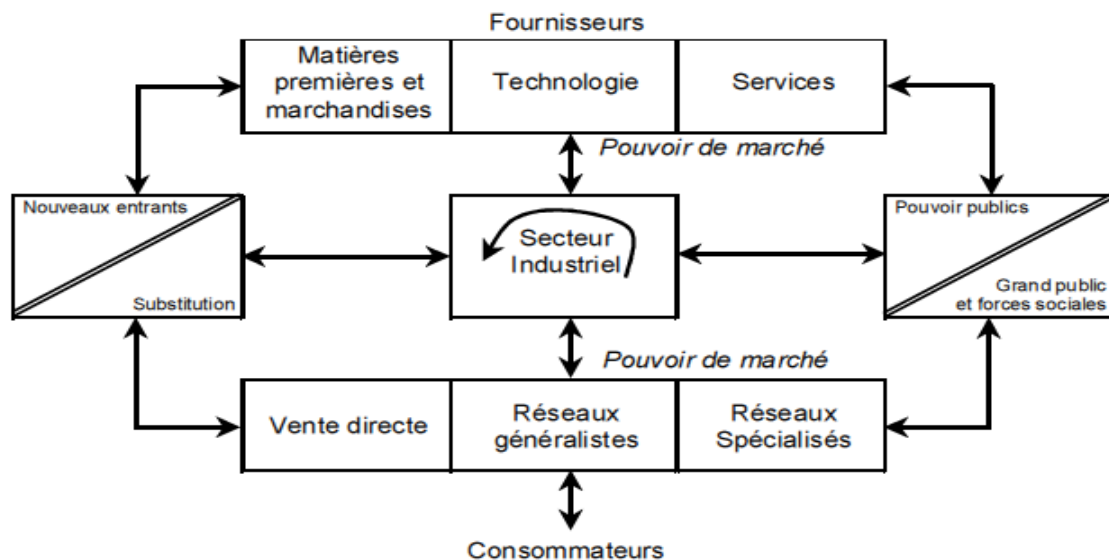 Fournisseurs
Matières
premières et
marchandises
Technologie
Services
Pouvoir de marché
Nouveaux entrants
Substitution
Secteur
Industriel
Pouvoir publics
Grand public
et forces sociales
Pouvoir de marché
Vente directe
Réseaux
généralistes
Réseaux
Spécialisés
Consommateurs